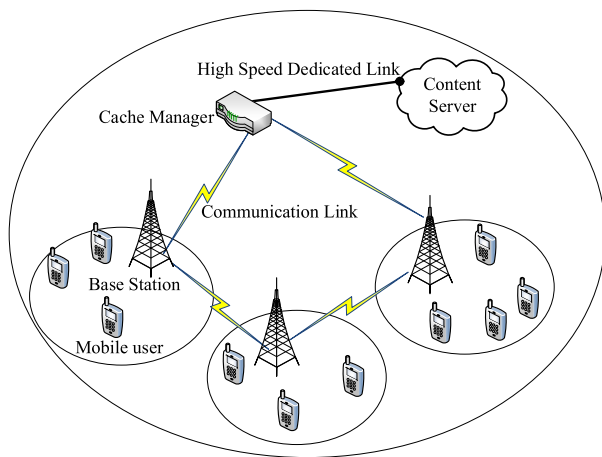 High Speed Dedicated Link
Content
Server
Cache Manager
Communication Link
Base Station
Mobile user